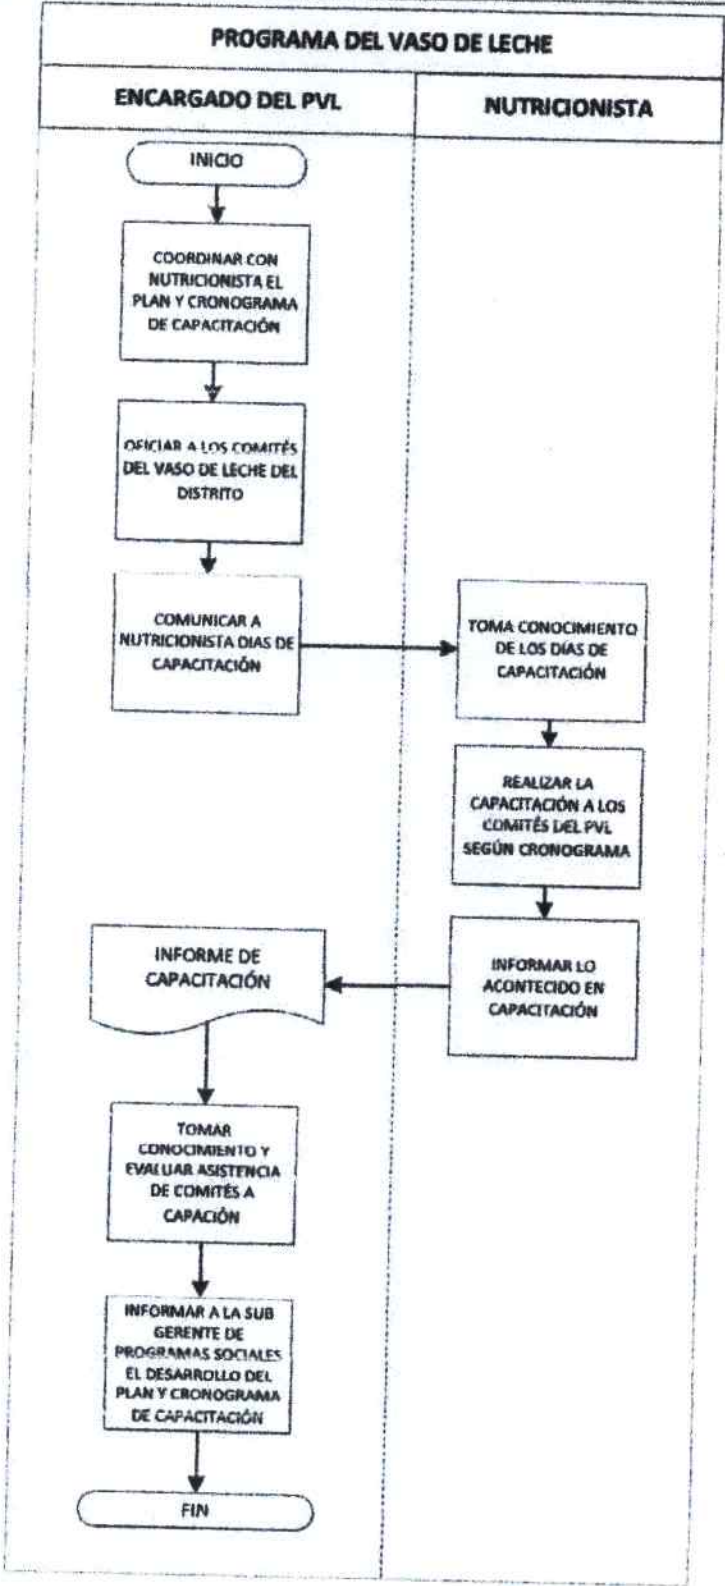 PROGRAMA DEL VASO DE LECHE
ENCARGADO DEL PVL
NUTRICIONISTA
INICIO
COORDINAR CON
NUTRICIONISTA EL
PLAN Y CRONOGRAMA
DE CAPACITACIÓN
OFICIAR A LOS COMITÉS
DEL VASO DE LECHE DEL
DISTRITO
COMUNICAR A
NUTRICIONISTA DIAS DE
CAPACITACIÓN
TOMA CONOCIMIENTO
DE LOS DÍAS DE
CAPACITACIÓN
REALIZAR LA
CAPACITACIÓN A LOS
COMITÉS DEL PVL
SEGÚN CRONOGRAMA
INFORMAR LO
ACONTECIDO EN
CAPACITACIÓN
INFORME DE
CAPACITACIÓN
TOMAR
CONOCIMIENTO Y
EVALUAR ASISTENCIA
DE COMITÉS A
CAPACIÓN
INFORMAR A LA SUB
GERENTE DE
PROGRAMAS SOCIALES
EL DESARROLLO DEL
PLAN Y CRONOGRAMA
DE CAPACITACIÓN
FIN